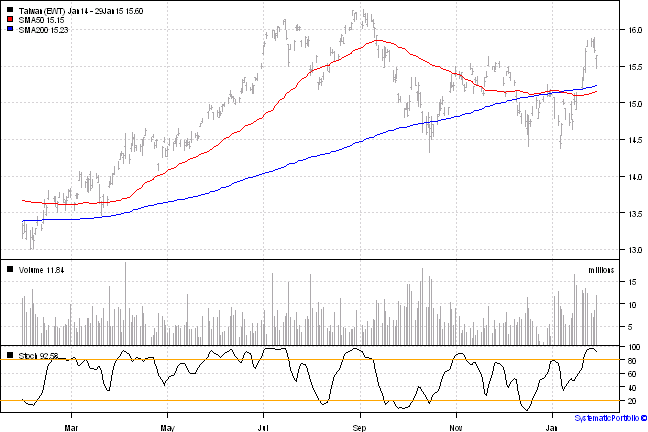 Taiwan (EWT) Jan14 - 29Jan15 15.60
SMA50 15.15
SMA200 15.23
16.0
15.5
15.0
14.5
14.0
13.5
13.0
Volume 11.84
millions
15
10
5
Stoch 92.58
100
80
60
40
20
Mar
May
Jul
Sep
Nov
Jan
SystematicPortfolio ©